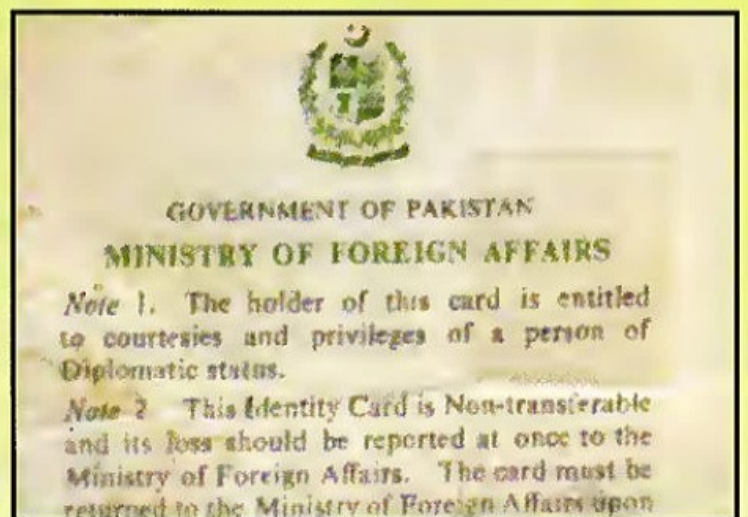 GOVERNMENT OF PAKISTAN
MINISTRY OF FOREIGN AFFAIRS
Note 1. The holder of this card is entitled
to courtesies and privileges of a person of
Diplomatic status.
Note 2 This Identity Card is Non-transferable
and its loss should be reported at once to the
Ministry of Foreign Affairs. The card must be
returned to the Ministry of Foreign Affairs upon